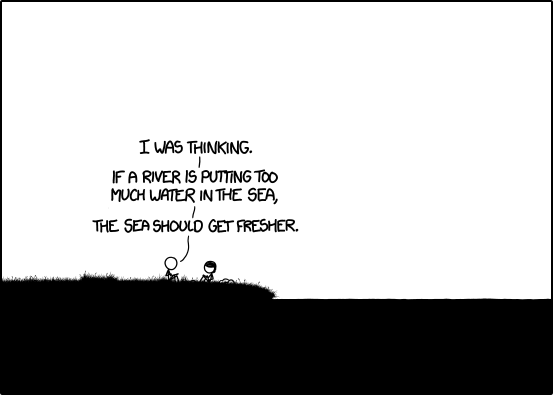 I WAS THINKING.
IF A RIVER IS PUTTING TOO
MUCH WATER IN THE SEA,
THE SEA SHOULD GET FRESHER.